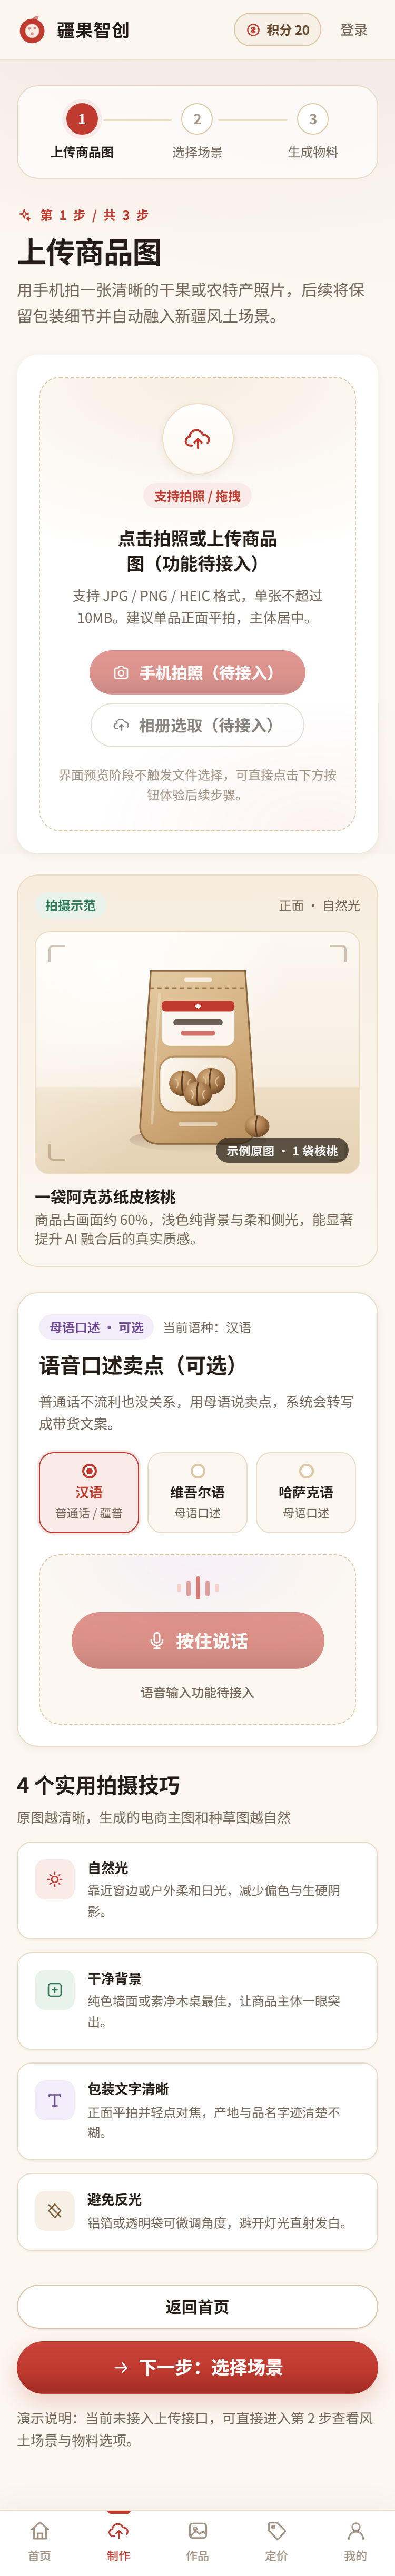 疆果智创
积分 20
登录
1
2
3
上传商品图
选择场景
生成物料
第 1 步 / 共 3 步
上传商品图
用手机拍一张清晰的干果或农特产照片，后续将保
留包装细节并自动融入新疆风土场景。
支持拍照 / 拖拽
点击拍照或上传商品
图（功能待接入）
支持 JPG / PNG / HEIC 格式，单张不超过
10MB。建议单品正面平拍，主体居中。
手机拍照（待接入）
相册选取（待接入）
界面预览阶段不触发文件选择，可直接点击下方按
钮体验后续步骤。
拍摄示范
正面 · 自然光
示例原图 · 1 袋核桃
一袋阿克苏纸皮核桃
商品占画面约 60%，浅色纯背景与柔和侧光，能显著
提升 AI 融合后的真实质感。
母语口述 · 可选
当前语种：汉语
语音口述卖点（可选）
普通话不流利也没关系，用母语说卖点，系统会转写
成带货文案。
汉语
普通话 / 疆普
维吾尔语
母语口述
哈萨克语
母语口述
按住说话
语音输入功能待接入
4 个实用拍摄技巧
原图越清晰，生成的电商主图和种草图越自然
自然光
靠近窗边或户外柔和日光，减少偏色与生硬阴
影。
干净背景
纯色墙面或素净木桌最佳，让商品主体一眼突
出。
包装文字清晰
正面平拍并轻点对焦，产地与品名字迹清楚不
糊。
避免反光
铝箔或透明袋可微调角度，避开灯光直射发白。
返回首页
下一步：选择场景
演示说明：当前未接入上传接口，可直接进入第 2 步查看风
土场景与物料选项。
首页
制作
作品
定价
我的